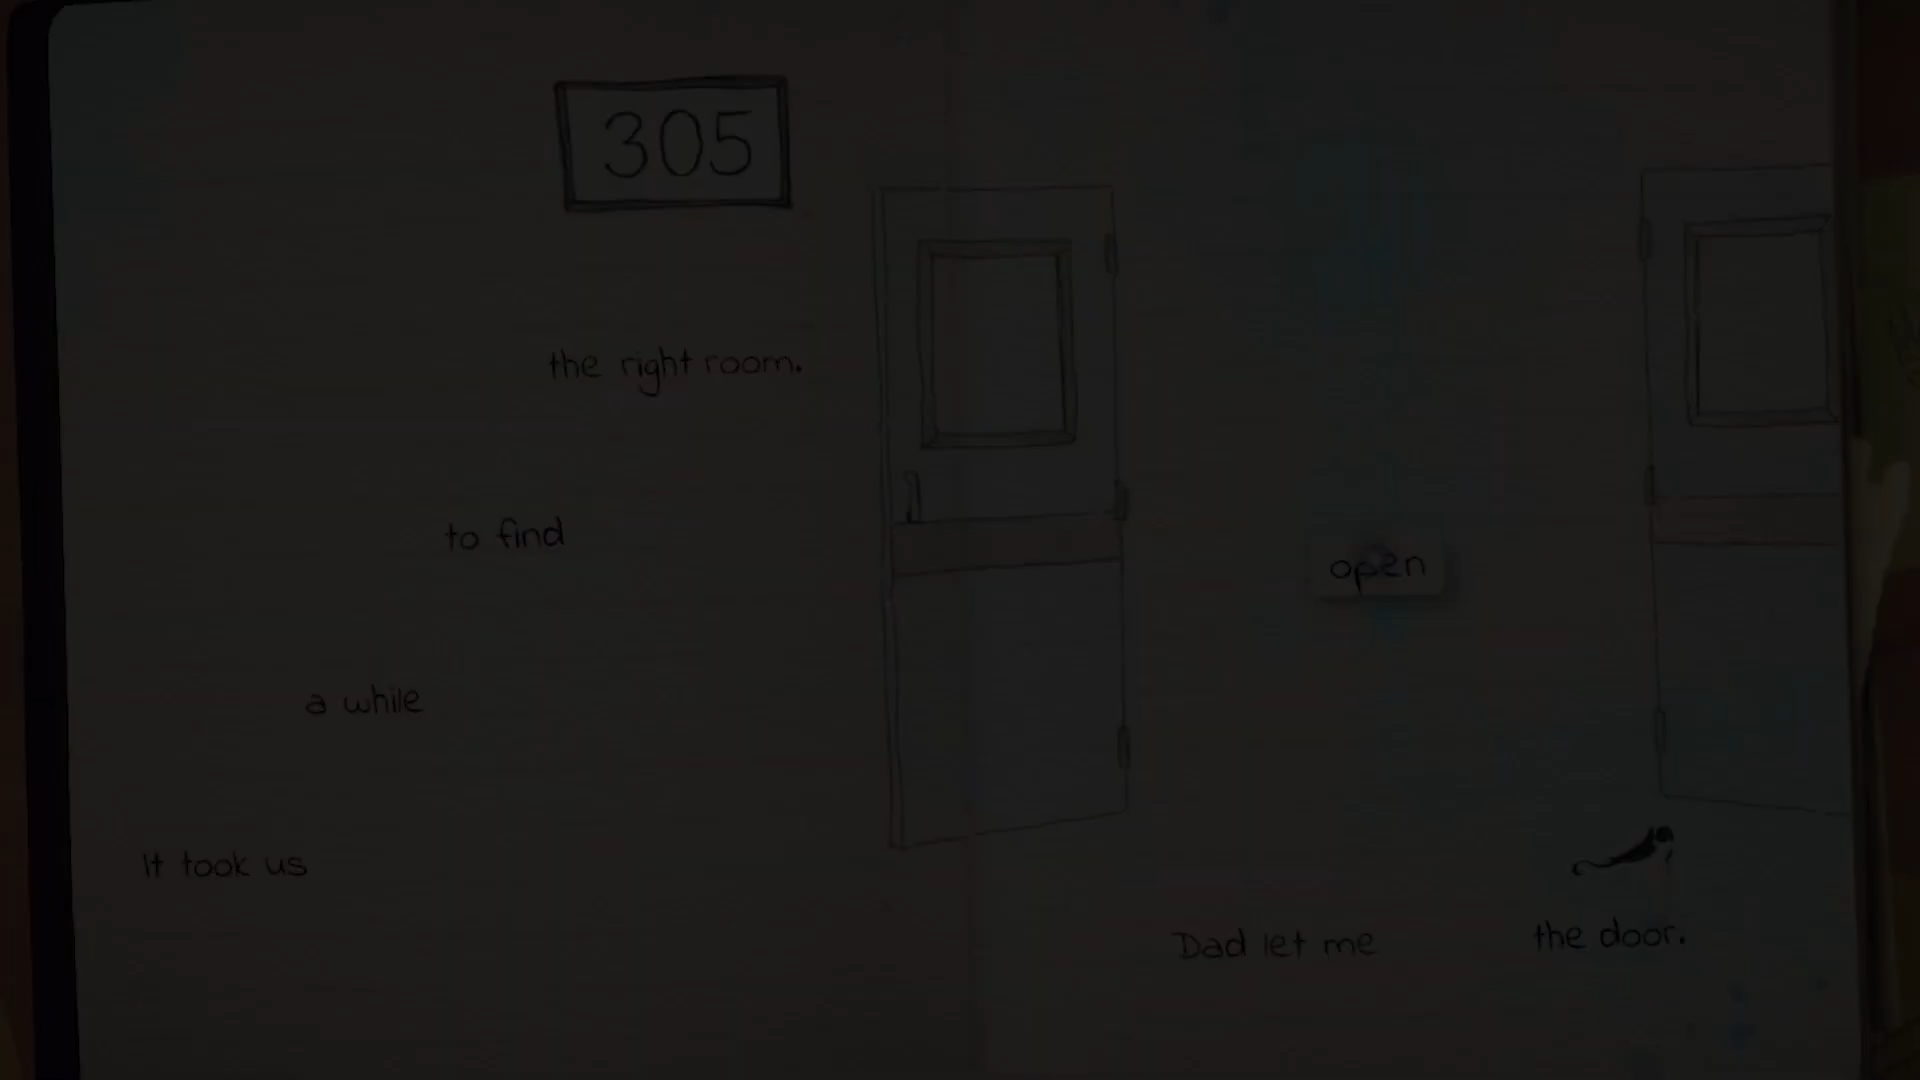 305
It took us
a while
to find
the right room.
Dad let me
open
the door.